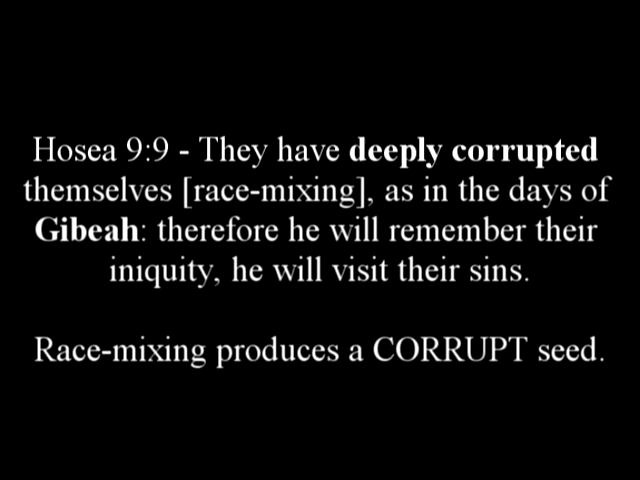 Hosea 9:9 - They have deeply corrupted
themselves [race-mixing], as in the days of
Gibeah: therefore he will remember their
iniquity, he will visit their sins.
Race-mixing produces a CORRUPT seed.